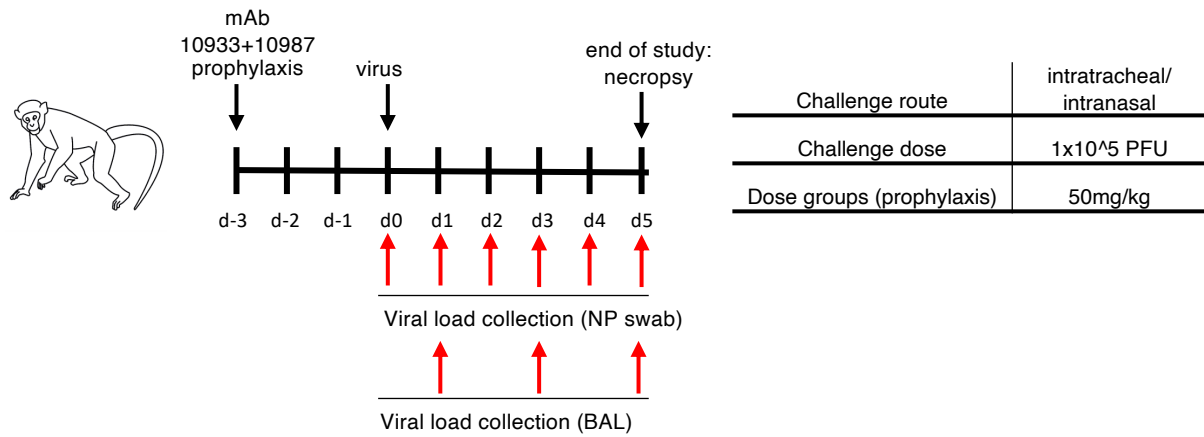 mAb
10933+10987
prophylaxis
virus
end of study:
necropsy
d-3 d-2 d-1 d0 d1 d2 d3 d4 d5
Viral load collection (NP swab)
Viral load collection (BAL)
Challenge route intratracheal/
intranasal
Challenge dose 1x10^5 PFU
Dose groups (prophylaxis) 50mg/kg